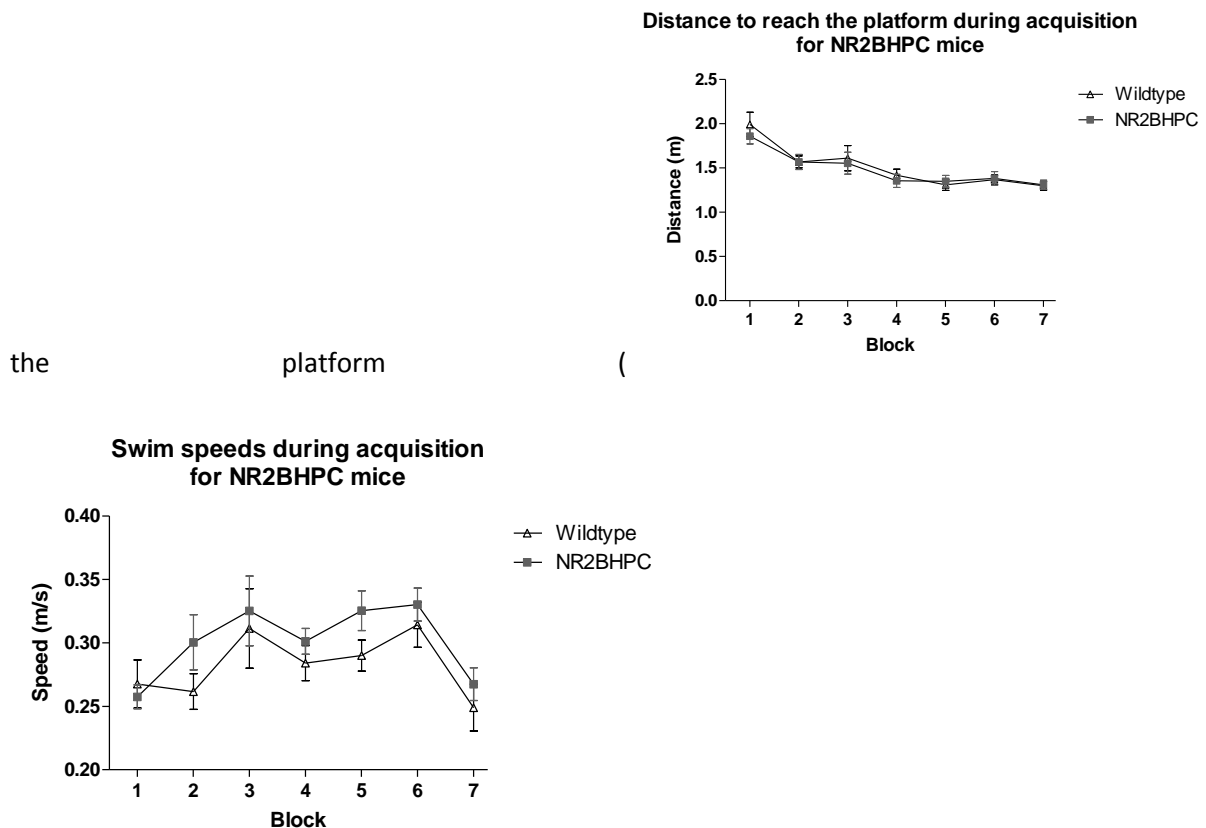 Distance to reach the platform during acquisition
for NR2BHPC mice
2.5
2.0
1.5
1.0
0.5
0.0
Distance (m)
1 2 3 4 5 6 7
Block
Wildtype
NR2BHPC
the platform (
Swim speeds during acquisition
for NR2BHPC mice
0.40
0.35
0.30
0.25
0.20
Speed (m/s)
1 2 3 4 5 6 7
Block
Wildtype
NR2BHPC